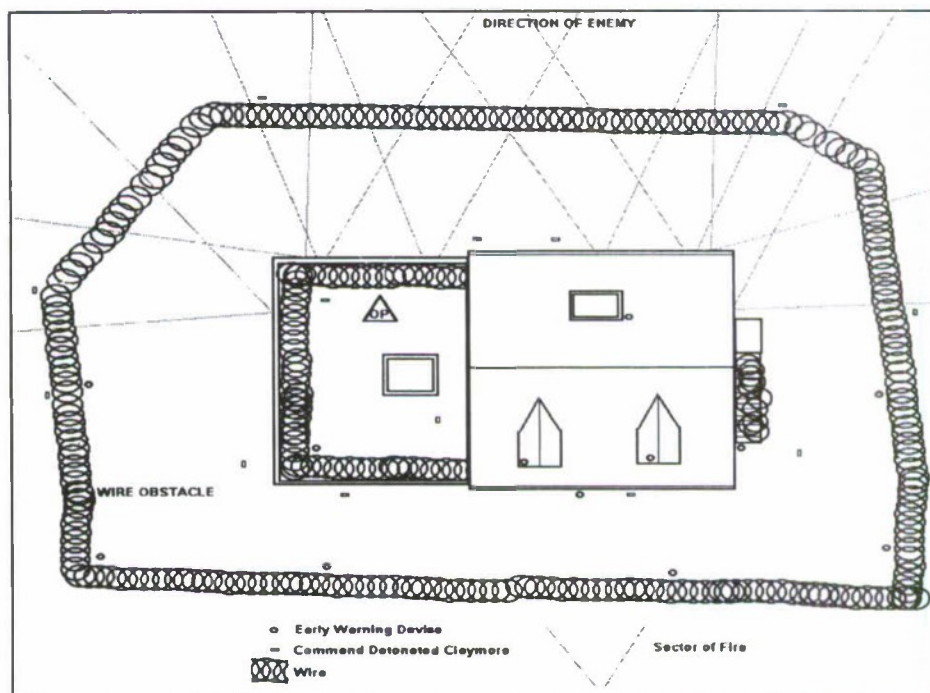 DIRECTION OF ENEMY
OP
WIRE OBSTACLE
Early Warning Device
Command Detonated Claymore
Sector of Fire
Wire